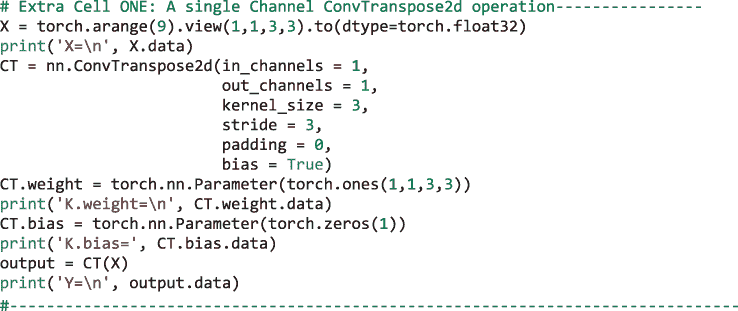 # Extra Cell ONE: A single Channel ConvTranspose2d operation----------------
X = torch.arange(9).view(1,1,3,3).to(dtype=torch.float32)
print('X=\n', X.data)
CT = nn.ConvTranspose2d(in_channels = 1,
                        out_channels = 1,
                        kernel_size = 3,
                        stride = 3,
                        padding = 0,
                        bias = True)
CT.weight = torch.nn.Parameter(torch.ones(1,1,3,3))
print('K.weight=\n', CT.weight.data)
CT.bias = torch.nn.Parameter(torch.zeros(1))
print('K.bias=', CT.bias.data)
output = CT(X)
print('Y=\n', output.data)
#-------------------------------------------------------------------------------